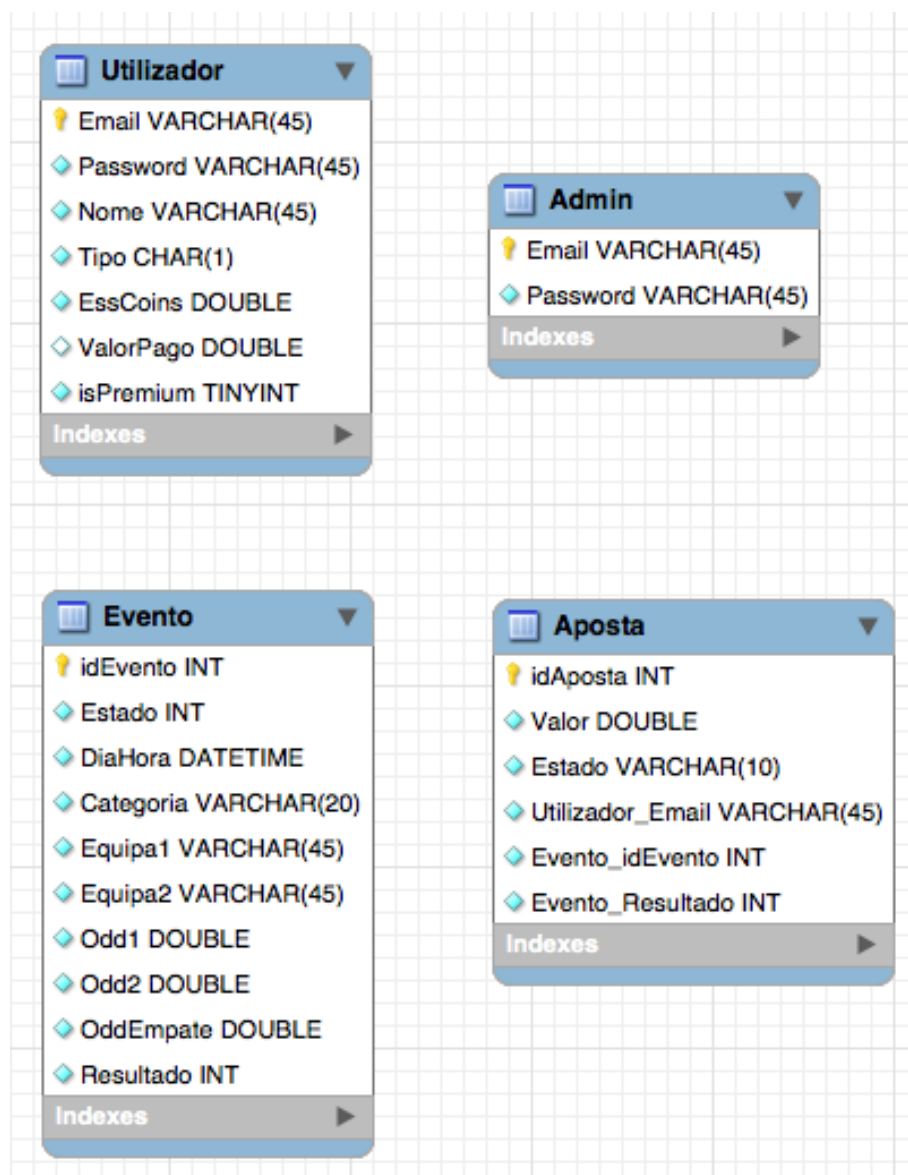 Utilizador
Email VARCHAR(45)
Password VARCHAR(45)
Nome VARCHAR(45)
Tipo CHAR(1)
EssCoins DOUBLE
ValorPago DOUBLE
isPremium TINYINT
Indexes
Admin
Email VARCHAR(45)
Password VARCHAR(45)
Indexes
Evento
idEvento INT
Estado INT
DiaHora DATETIME
Categoria VARCHAR(20)
Equipa1 VARCHAR(45)
Equipa2 VARCHAR(45)
Odd1 DOUBLE
Odd2 DOUBLE
OddEmpate DOUBLE
Resultado INT
Indexes
Aposta
idAposta INT
Valor DOUBLE
Estado VARCHAR(10)
Utilizador_Email VARCHAR(45)
Evento_idEvento INT
Evento_Resultado INT
Indexes